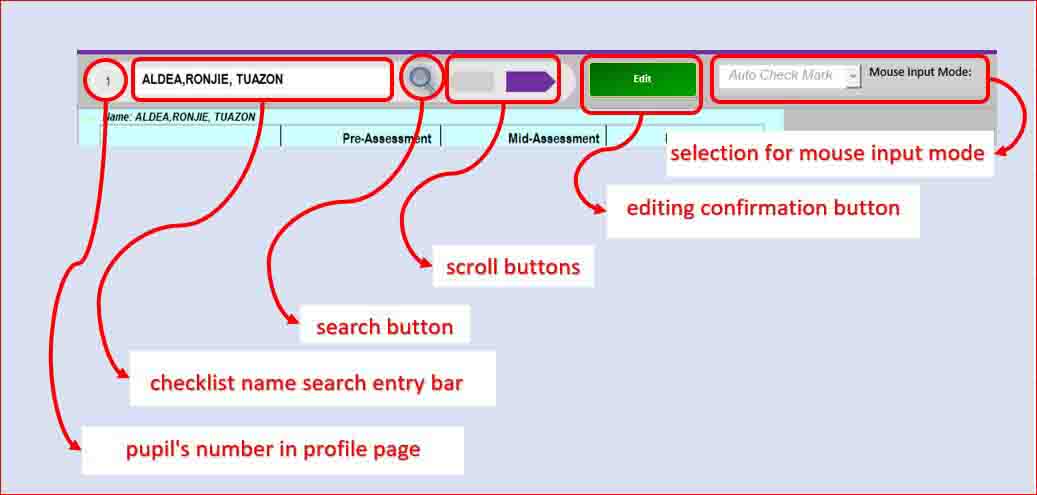 1
ALDEA,RONJIE, TUAZON
Edit
Auto Check Mark
Mouse Input Mode:
Name: ALDEA,RONJIE, TUAZON
Pre-Assessment
Mid-Assessment
selection for mouse input mode
editing confirmation button
scroll buttons
search button
checklist name search entry bar
pupil's number in profile page